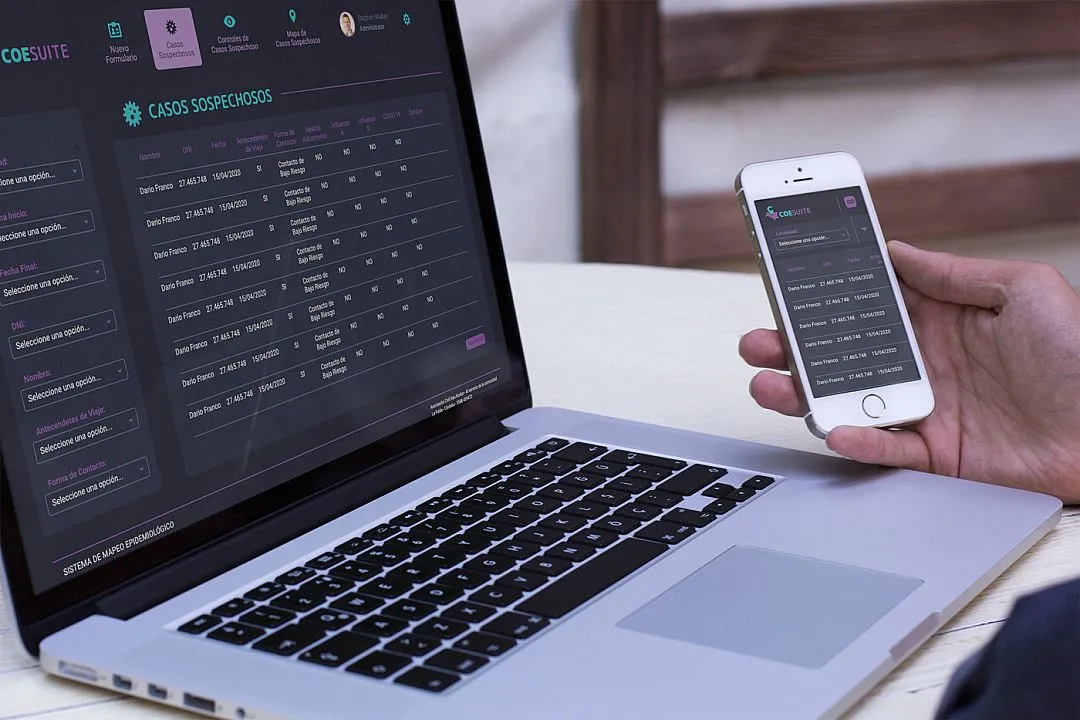 COESUITE
Nuevo
Formulario
Casos
Sospechosos
Controles de
Casos Sospechoso
Mapa de
Casos Sospechoso
Stephen Walker
Administrator
CASOS SOSPECHOSOS
ccione una opción...
Inicio:
eccione una opción...
Fecha Final:
Seleccione una opción...
DNI:
Seleccione una opción...
Nombre:
Seleccione una opción...
Antecendetes de Viaje:
Seleccione una opción...
Forma de Contacto:
Seleccione una opción...
Nombre DNI Fecha Antecedentes de Viaje Forma de Contacto Realizó Aislamiento Influenza A Influenza B COVID-19 Dengue
Dario Franco 27.465.748 15/04/2020 SI Contacto de Bajo Riesgo NO NO NO NO
Dario Franco 27.465.748 15/04/2020 SI Contacto de Bajo Riesgo NO NO NO NO
Dario Franco 27.465.748 15/04/2020 SI Contacto de Bajo Riesgo NO NO NO NO
Dario Franco 27.465.748 15/04/2020 SI Contacto de Bajo Riesgo NO NO NO NO
Dario Franco 27.465.748 15/04/2020 SI Contacto de Bajo Riesgo NO NO NO NO
Dario Franco 27.465.748 15/04/2020 SI Contacto de Bajo Riesgo NO NO NO NO
Dario Franco 27.465.748 15/04/2020 SI Contacto de Bajo Riesgo NO NO NO NO
Dario Franco 27.465.748 15/04/2020 SI Contacto de Bajo Riesgo NO NO NO NO
SISTEMA DE MAPEO EPIDEMIOLÓGICO
COESUITE
Localidad:
Seleccione una opción...
Nombre DNI Fecha
Dario Franco 27.465.748 15/04/2020
Dario Franco 27.465.748 15/04/2020
Dario Franco 27.465.748 15/04/2020
Dario Franco 27.465.748 15/04/2020
Dario Franco 27.465.748 15/04/2020
Dario Franco 27.465.748 15/04/2020